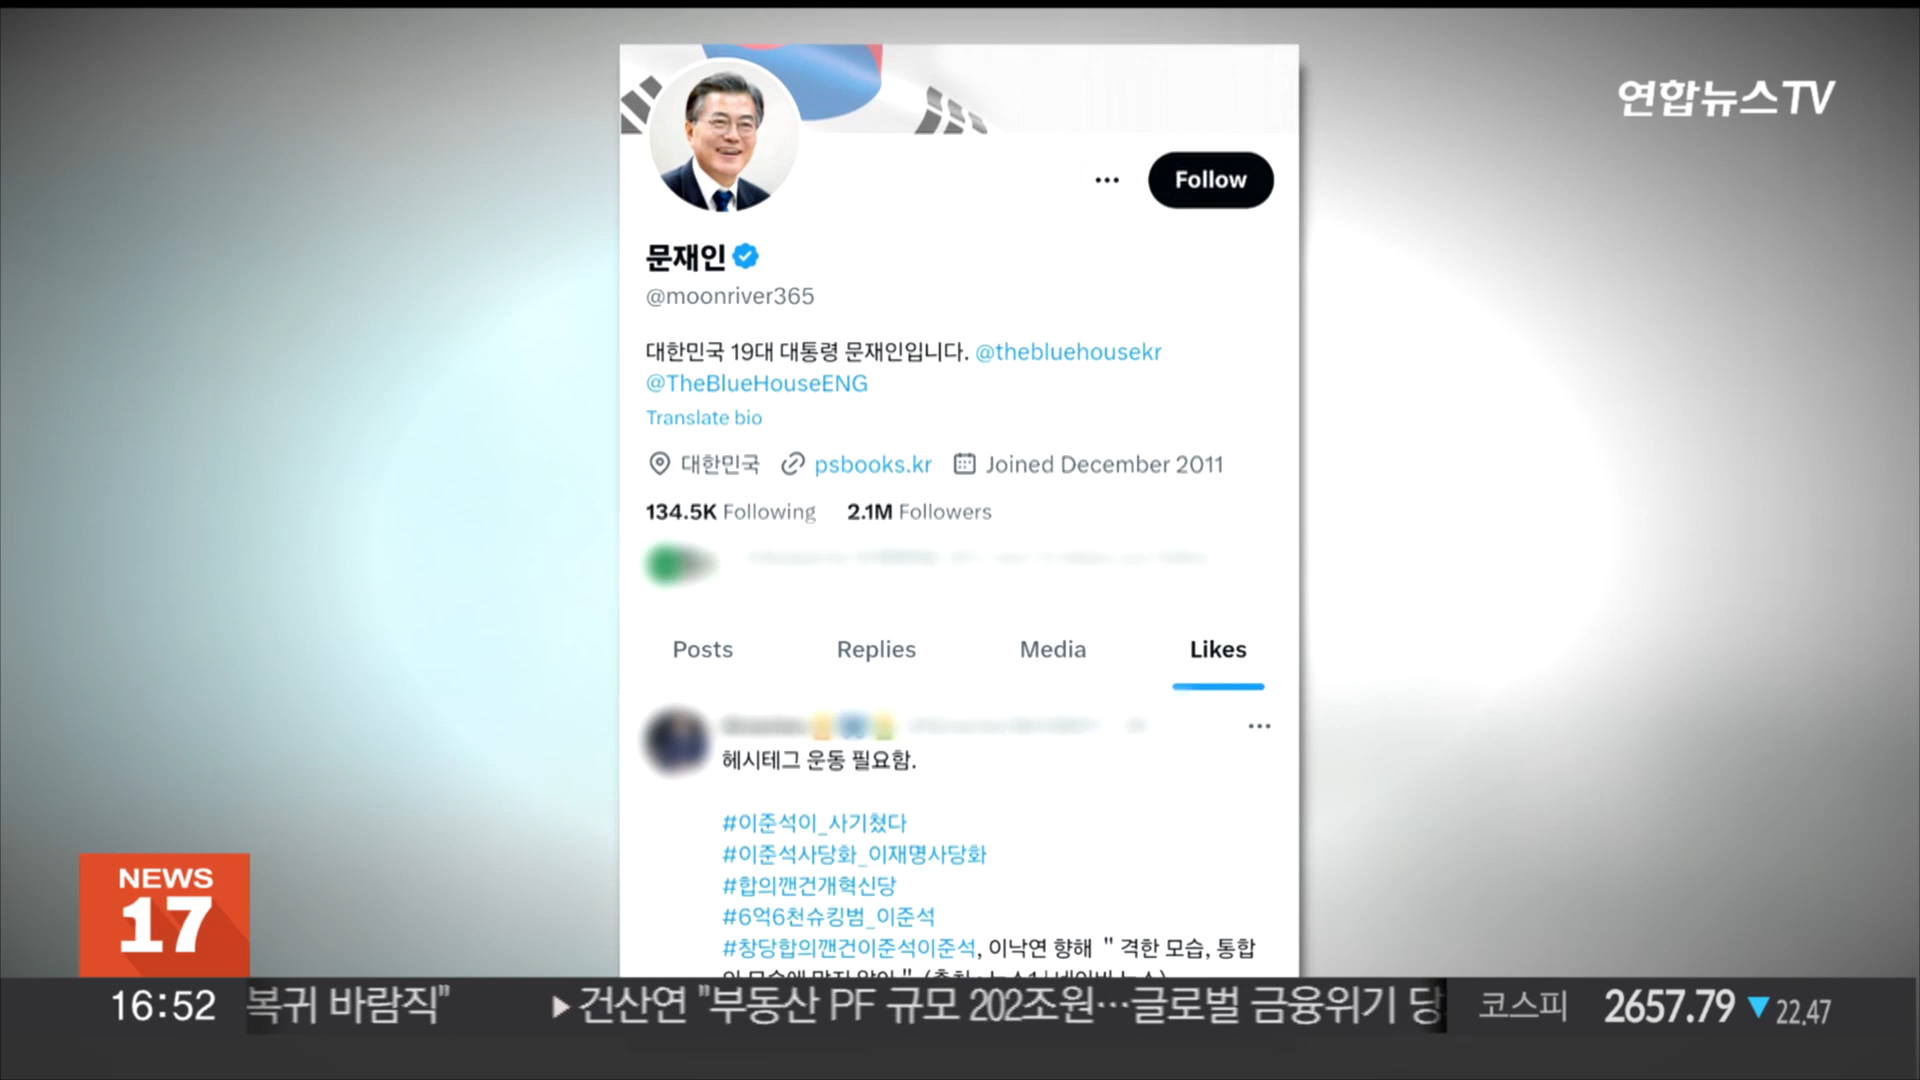 연합뉴스TV
Follow
문재인
@moonriver365
대한민국 19대 대통령 문재인입니다. @thebluehousekr
@TheBlueHouseENG
Translate bio
대한민국 psbooks.kr Joined December 2011
134.5K Following 2.1M Followers
Posts Replies Media Likes
헤시테그 운동 필요함.
#이준석이_사기쳤다
#이준석사당화_이재명사당화
#합의깬건개혁신당
#6억6천슈킹범_이준석
#창당합의깬건이준석이준석, 이낙연 향해 " 격한 모습, 통합
NEWS
17
16:52 복귀 바람직" ▶건산연 "부동산 PF 규모 202조원…글로벌 금융위기 당 코스피 2657.79 ▼ 22.47